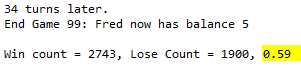 34 turns later.
End Game 99: Fred now has balance 5
Win count = 2743, Lose Count = 1900, 0.59